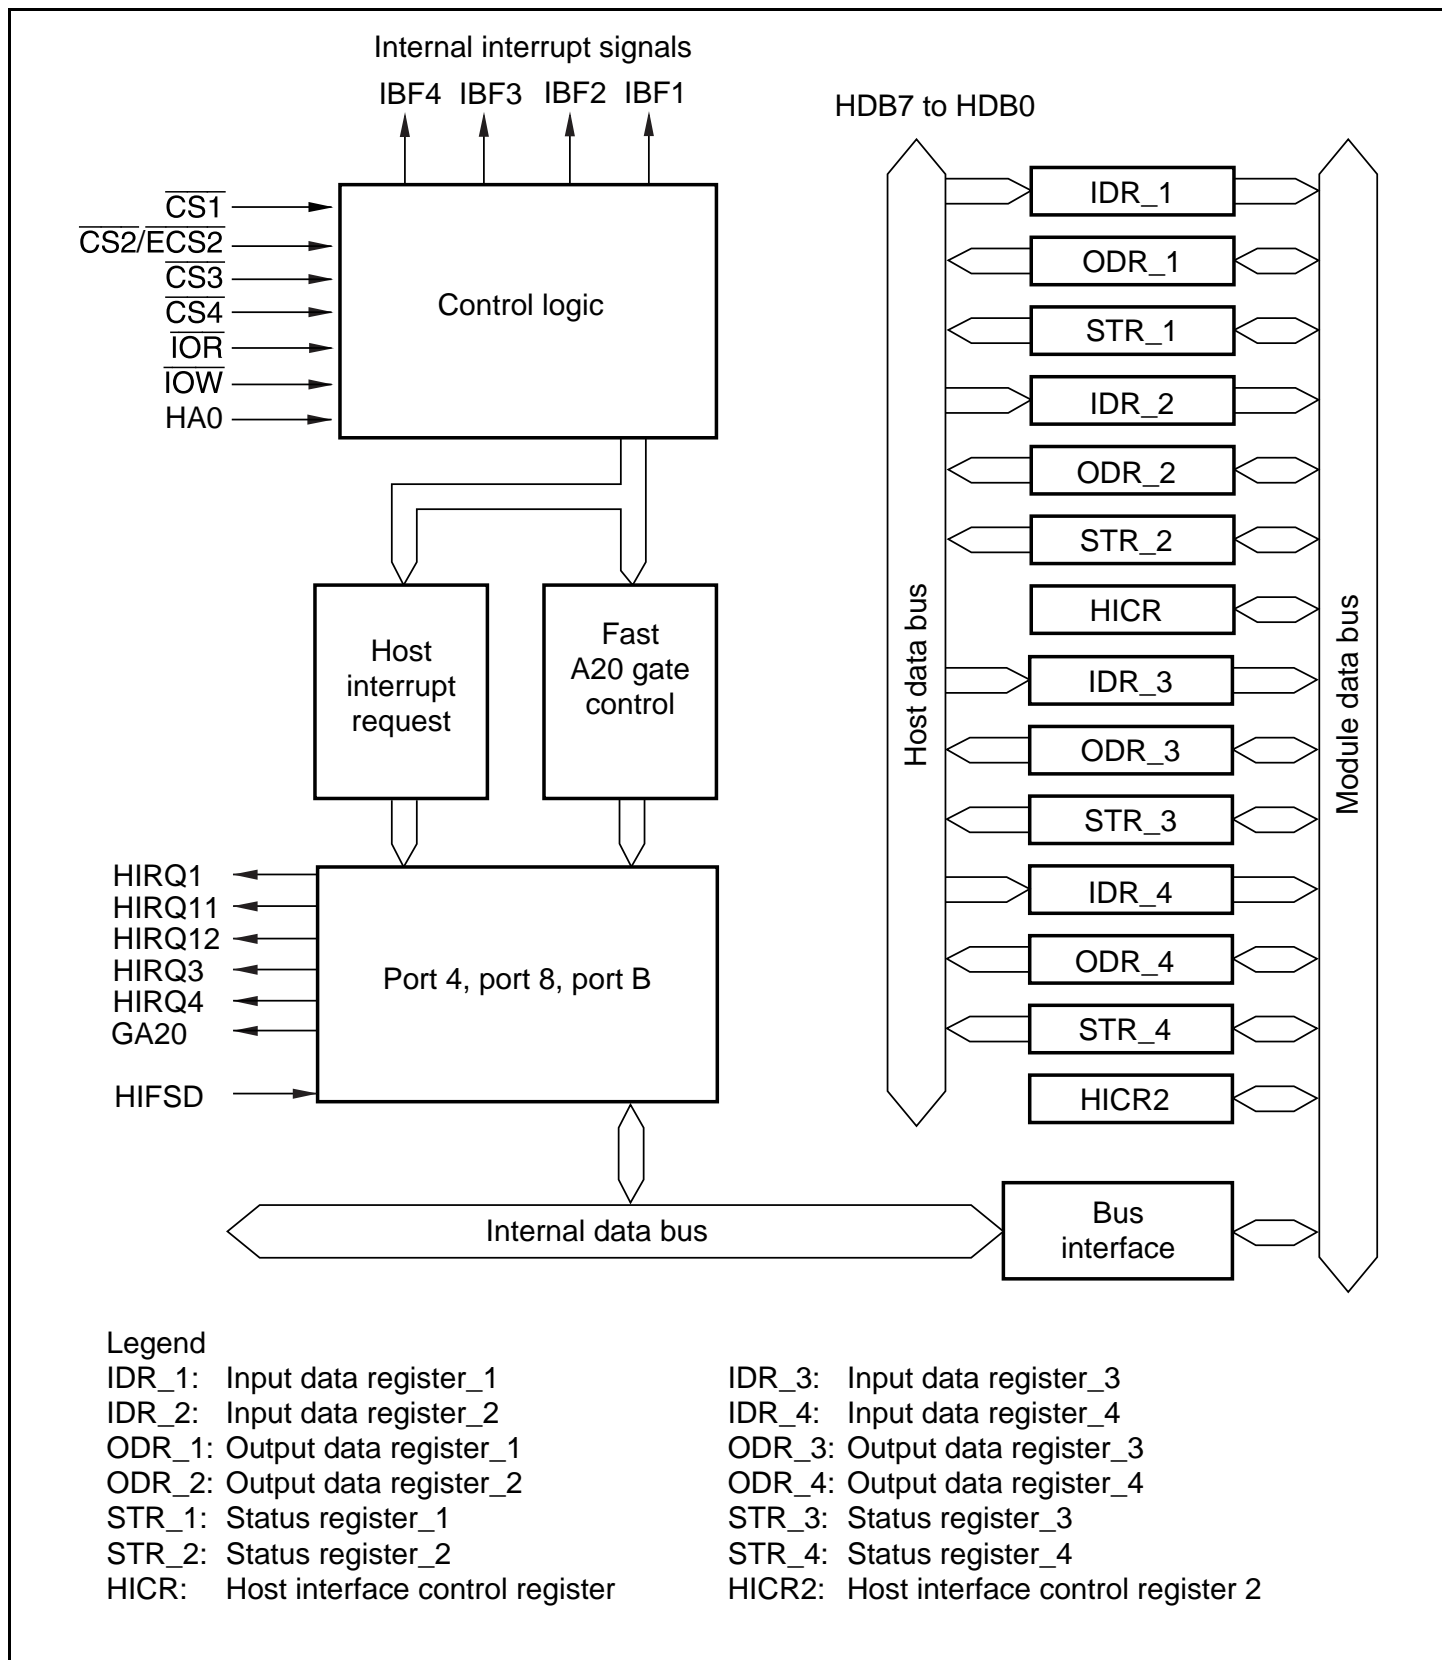 Internal interrupt signals
IBF4 IBF3 IBF2 IBF1
CS1
CS2/ECS2
CS3
CS4
IOR
IOW
HA0
Control logic
Host
interrupt
request
Fast
A20 gate
control
HIRQ1
HIRQ11
HIRQ12
HIRQ3
HIRQ4
GA20
HIFSD
Port 4, port 8, port B
Internal data bus
HDB7 to HDB0
Host data bus
IDR_1
ODR_1
STR_1
IDR_2
ODR_2
STR_2
HICR
IDR_3
ODR_3
STR_3
IDR_4
ODR_4
STR_4
HICR2
Module data bus
Bus
interface
Legend
IDR_1: Input data register_1
IDR_2: Input data register_2
ODR_1: Output data register_1
ODR_2: Output data register_2
STR_1: Status register_1
STR_2: Status register_2
HICR: Host interface control register
IDR_3: Input data register_3
IDR_4: Input data register_4
ODR_3: Output data register_3
ODR_4: Output data register_4
STR_3: Status register_3
STR_4: Status register_4
HICR2: Host interface control register 2